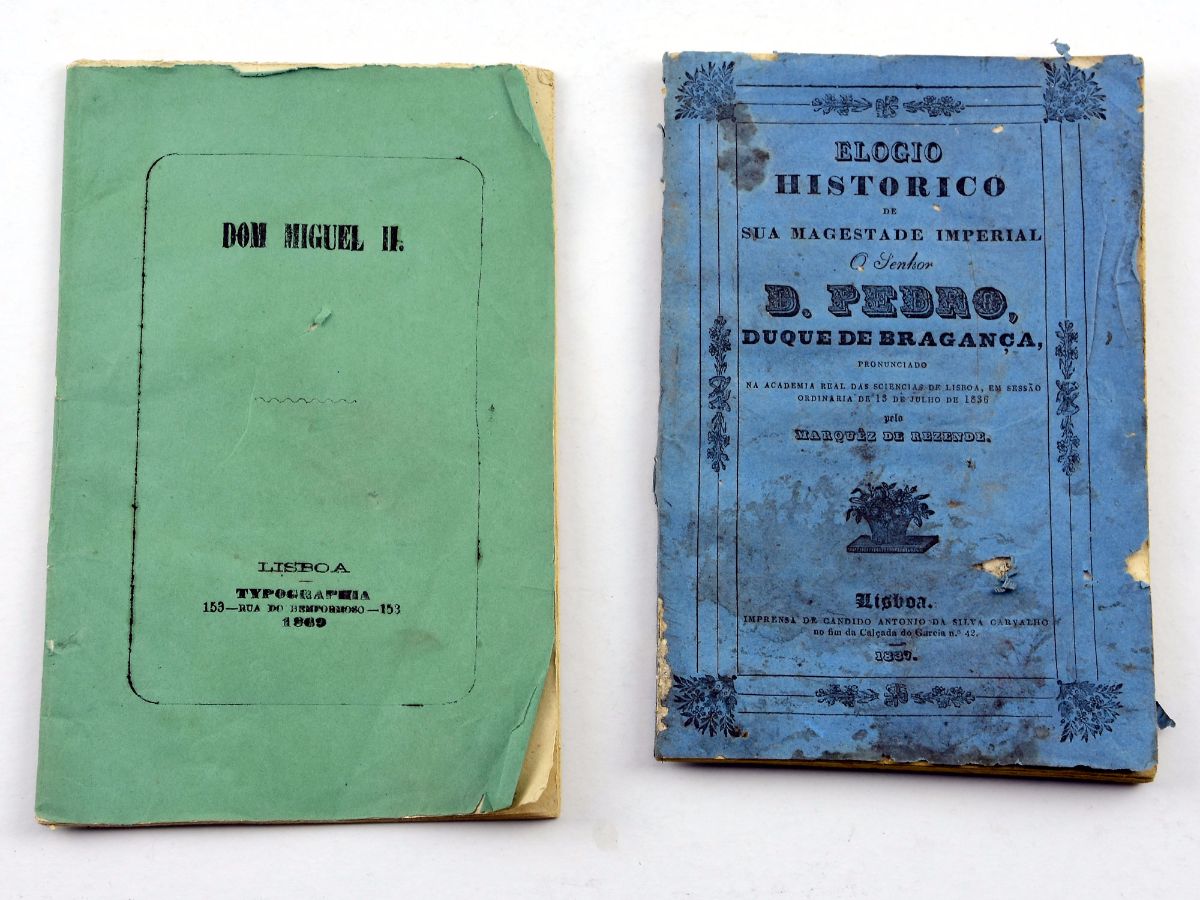 DOM MIGUEL II.
LISBOA
TYPOGRAPHIA
153—RUA DO BEMFORMOSO—153
1869
ELOGIO
HISTORICO
DE
SUA MAGESTADE IMPERIAL
O Senhor
D. PEDRO,
DUQUE DE BRAGANÇA,
PRONUNCIADO
NA ACADEMIA REAL DAS SCIENCIAS DE LISBOA, EM SESSÃO
ORDINARIA DE 13 DE JULHO DE 1836
pelo
MARQUÊZ DE REZENDE.
Lisboa.
IMPRENSA DE CANDIDO ANTONIO DA SILVA CARVALHO
no fim da Calçada do Garcia n.º 42.
1837.